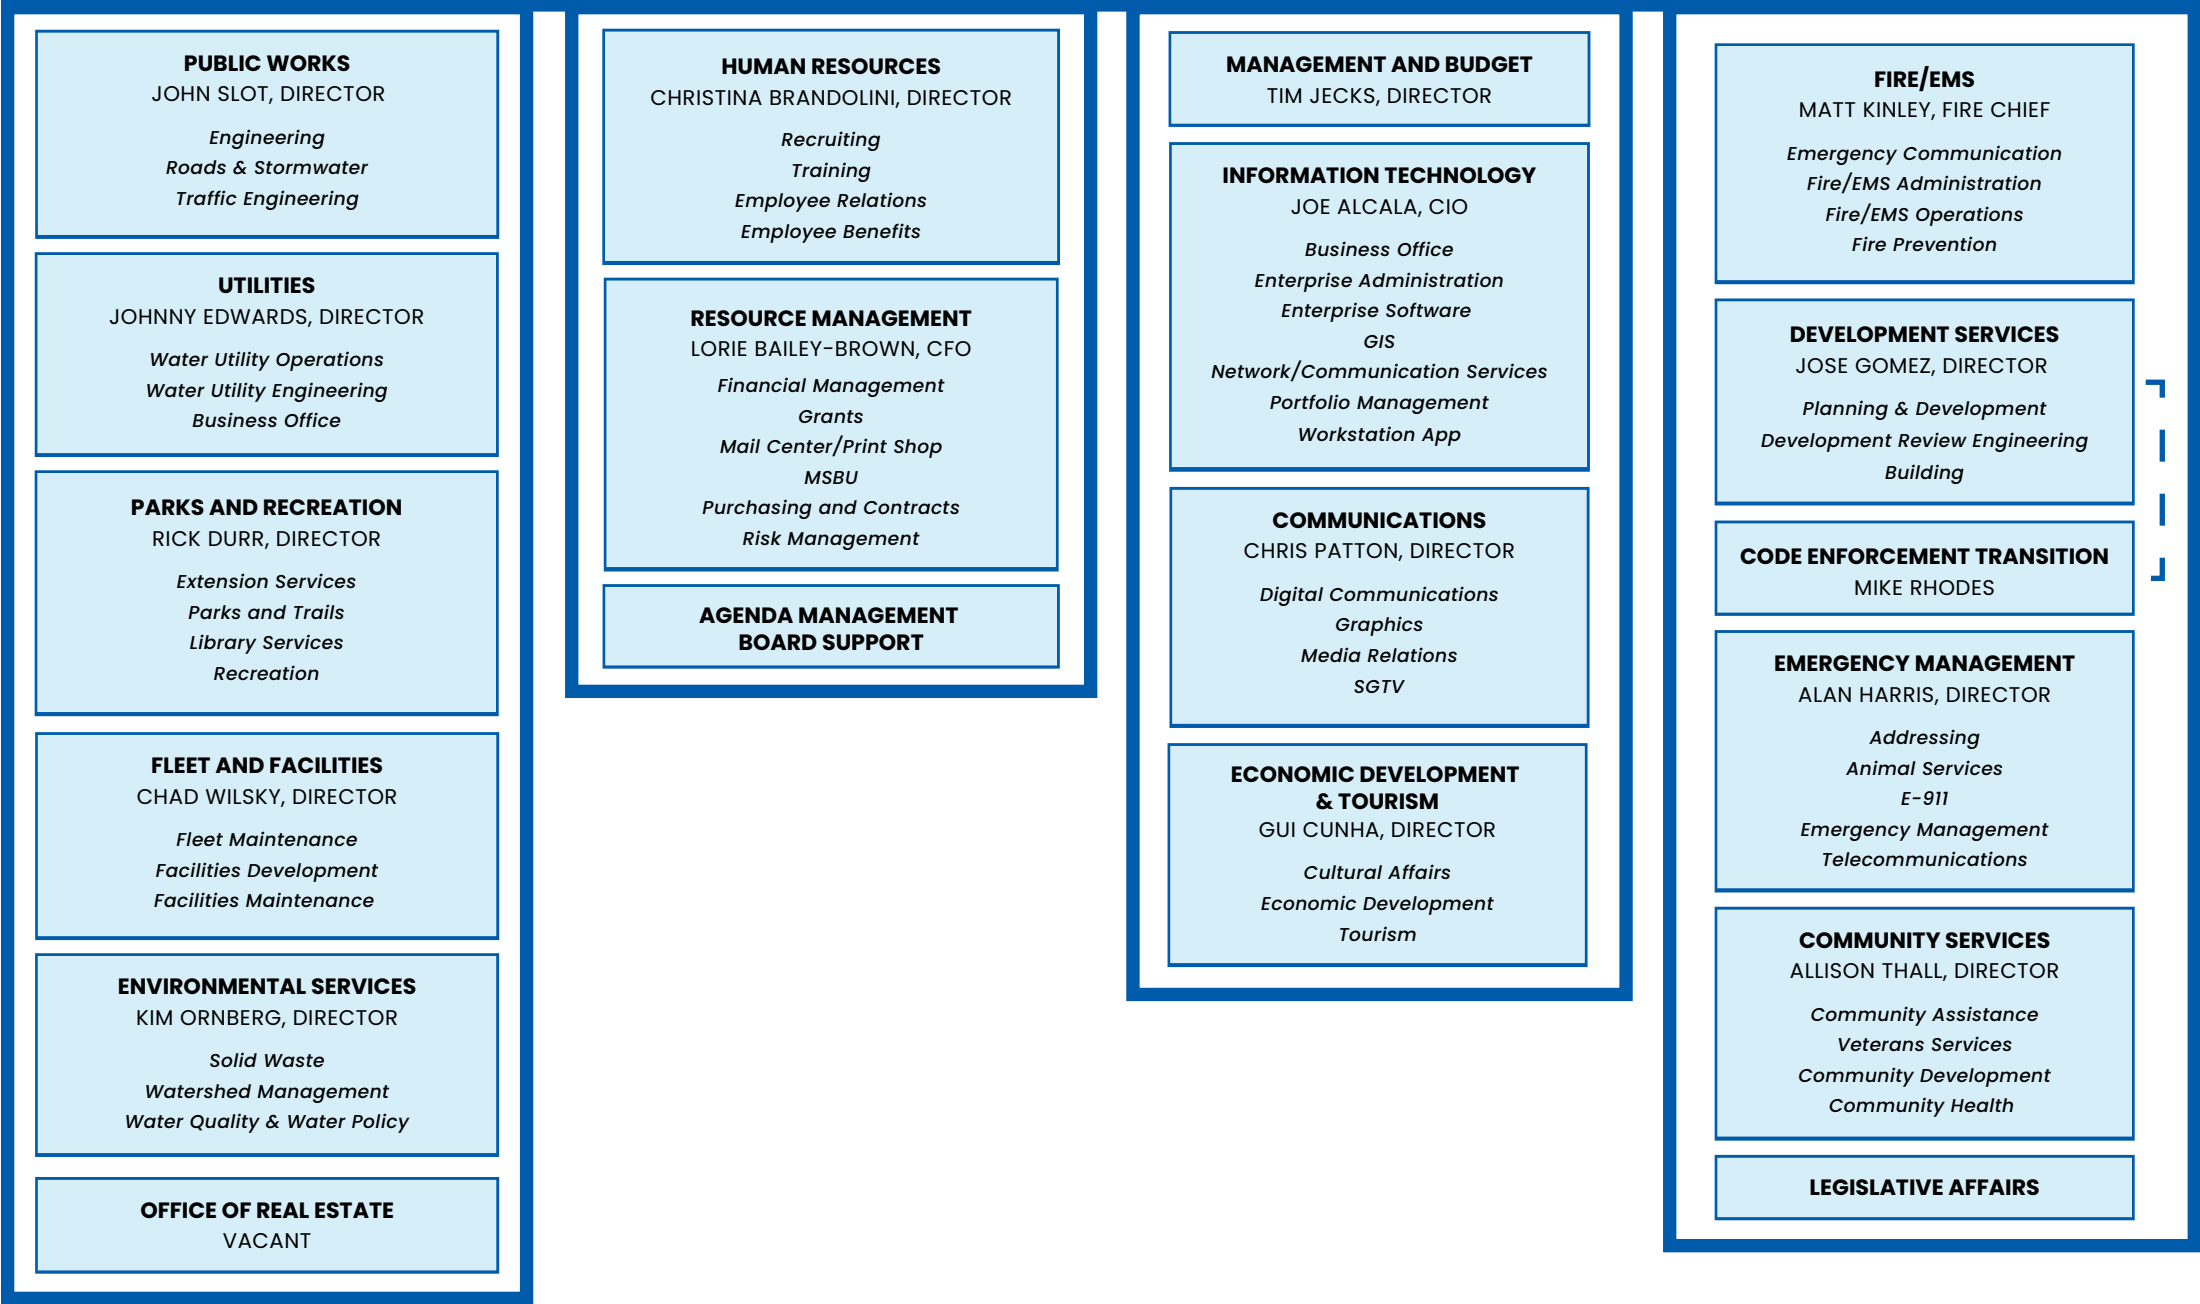 PUBLIC WORKS
JOHN SLOT, DIRECTOR
Engineering
Roads & Stormwater
Traffic Engineering
UTILITIES
JOHNNY EDWARDS, DIRECTOR
Water Utility Operations
Water Utility Engineering
Business Office
PARKS AND RECREATION
RICK DURR, DIRECTOR
Extension Services
Parks and Trails
Library Services
Recreation
FLEET AND FACILITIES
CHAD WILSKY, DIRECTOR
Fleet Maintenance
Facilities Development
Facilities Maintenance
ENVIRONMENTAL SERVICES
KIM ORNBERG, DIRECTOR
Solid Waste
Watershed Management
Water Quality & Water Policy
OFFICE OF REAL ESTATE
VACANT
HUMAN RESOURCES
CHRISTINA BRANDOLINI, DIRECTOR
Recruiting
Training
Employee Relations
Employee Benefits
RESOURCE MANAGEMENT
LORIE BAILEY-BROWN, CFO
Financial Management
Grants
Mail Center/Print Shop
MSBU
Purchasing and Contracts
Risk Management
AGENDA MANAGEMENT
BOARD SUPPORT
MANAGEMENT AND BUDGET
TIM JECKS, DIRECTOR
INFORMATION TECHNOLOGY
JOE ALCALA, CIO
Business Office
Enterprise Administration
Enterprise Software
GIS
Network/Communication Services
Portfolio Management
Workstation App
COMMUNICATIONS
CHRIS PATTON, DIRECTOR
Digital Communications
Graphics
Media Relations
SGTV
ECONOMIC DEVELOPMENT
& TOURISM
GUI CUNHA, DIRECTOR
Cultural Affairs
Economic Development
Tourism
FIRE/EMS
MATT KINLEY, FIRE CHIEF
Emergency Communication
Fire/EMS Administration
Fire/EMS Operations
Fire Prevention
DEVELOPMENT SERVICES
JOSE GOMEZ, DIRECTOR
Planning & Development
Development Review Engineering
Building
CODE ENFORCEMENT TRANSITION
MIKE RHODES
EMERGENCY MANAGEMENT
ALAN HARRIS, DIRECTOR
Addressing
Animal Services
E-911
Emergency Management
Telecommunications
COMMUNITY SERVICES
ALLISON THALL, DIRECTOR
Community Assistance
Veterans Services
Community Development
Community Health
LEGISLATIVE AFFAIRS